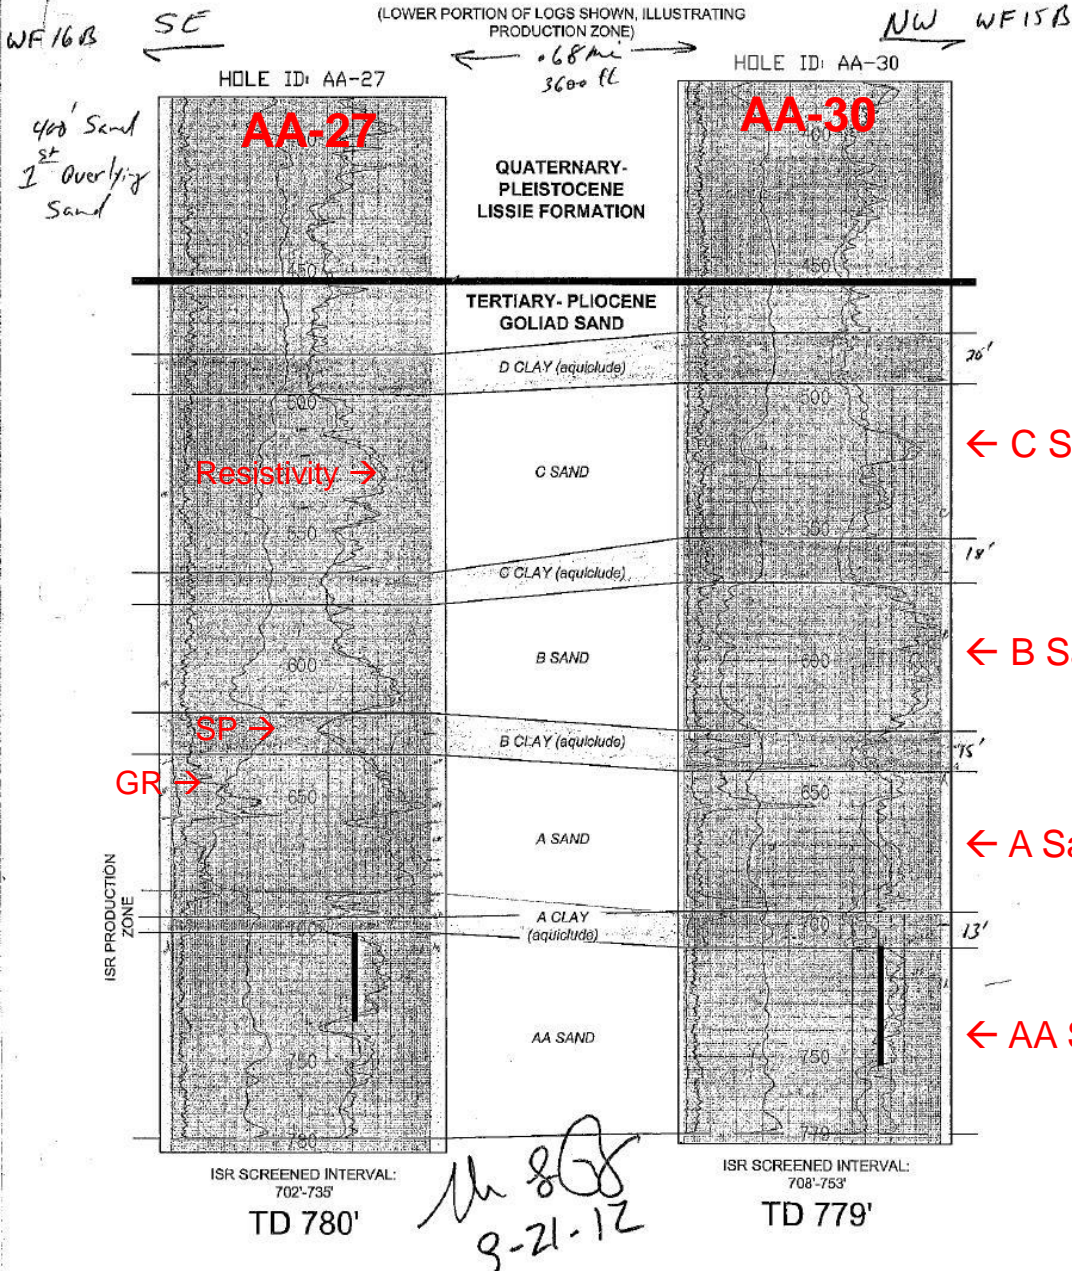 (LOWER PORTION OF LOGS SHOWN, ILLUSTRATING
PRODUCTION ZONE)
WF16B
SE
NW
WF15B
.68 mi
3600 ft
HOLE ID: AA-27
HOLE ID: AA-30
AA-27
AA-30
400' Sand
1st Overlying
Sand
QUATERNARY-
PLEISTOCENE
LISSIE FORMATION
450
450
TERTIARY- PLIOCENE
GOLIAD SAND
D CLAY (aquiclude)
20'
500
500
Resistivity →
C SAND
← C S
550
550
C CLAY (aquiclude)
18'
600
B SAND
600
← B Sa
SP →
B CLAY (aquiclude)
15'
GR →
650
650
A SAND
← A Sa
ISR PRODUCTION
ZONE
A CLAY
(aquiclude)
700
700
13'
AA SAND
← AA S
750
750
780
779
ISR SCREENED INTERVAL:
702'-735'
TD 780'
ISR SCREENED INTERVAL:
708'-753'
TD 779'
9-21-12